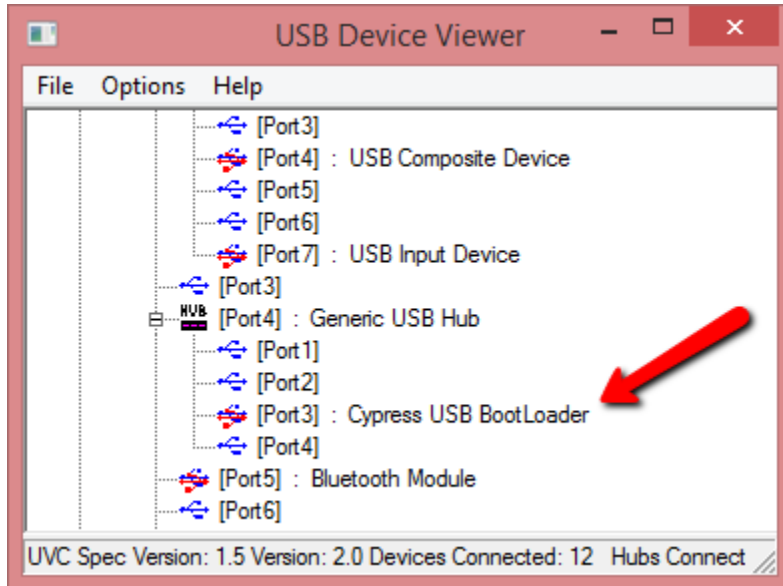 USB Device Viewer
File Options Help
[Port3]
[Port4] : USB Composite Device
[Port5]
[Port6]
[Port7] : USB Input Device
[Port3]
HUB [Port4] : Generic USB Hub
[Port1]
[Port2]
[Port3] : Cypress USB BootLoader
[Port4]
[Port5] : Bluetooth Module
[Port6]
UVC Spec Version: 1.5 Version: 2.0 Devices Connected: 12 Hubs Connect